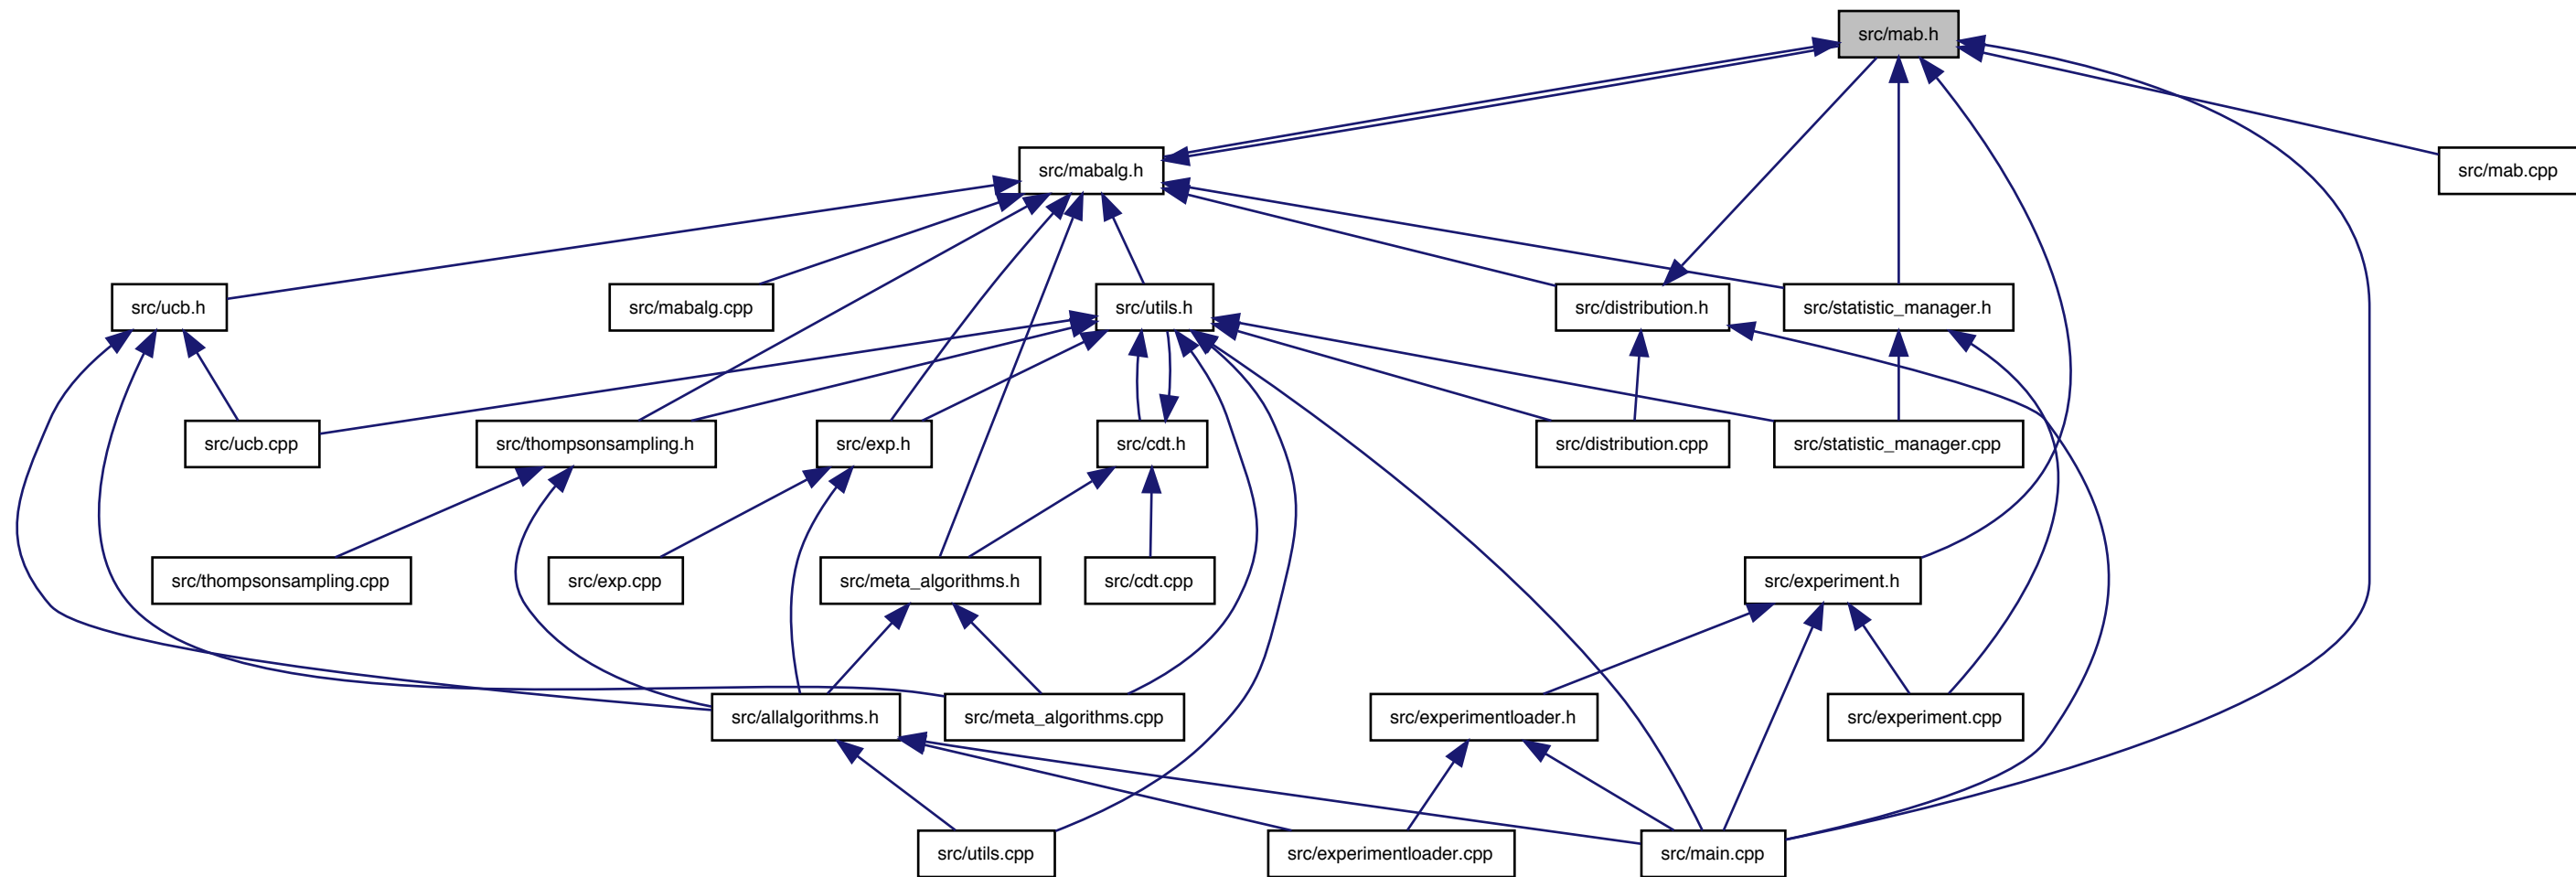 src/mab.h
src/mabalg.h
src/mab.cpp
src/ucb.h
src/mabalg.cpp
src/utils.h
src/distribution.h
src/statistic_manager.h
src/ucb.cpp
src/thompsonsampling.h
src/exp.h
src/cdt.h
src/distribution.cpp
src/statistic_manager.cpp
src/thompsonsampling.cpp
src/exp.cpp
src/meta_algorithms.h
src/cdt.cpp
src/experiment.h
src/allalgorithms.h
src/meta_algorithms.cpp
src/experimentloader.h
src/experiment.cpp
src/utils.cpp
src/experimentloader.cpp
src/main.cpp